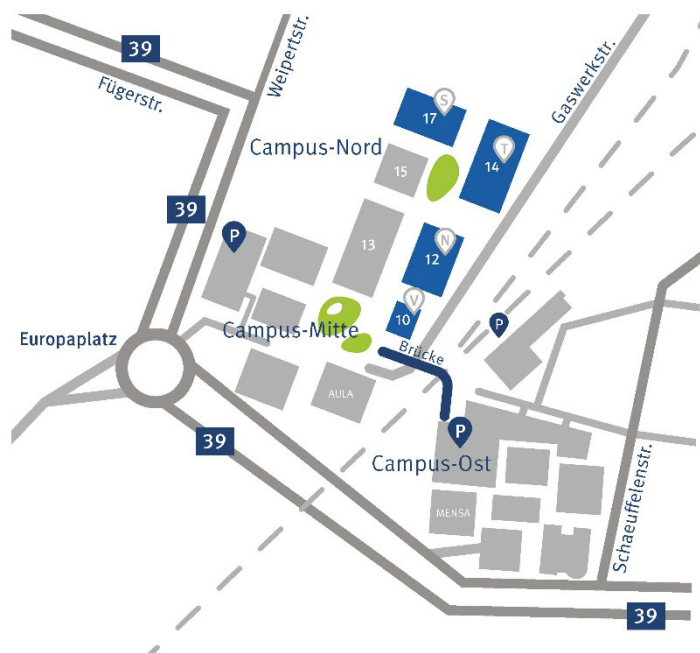 39
Fügerstr.
Weipertstr.
Gaswerkstr.
S
17
T
14
Campus-Nord
15
39
P
13
N
12
V
10
P
Campus-Mitte
Europaplatz
Brücke
AULA
39
P
Campus-Ost
MENSA
Schaeuffelenstr.
39